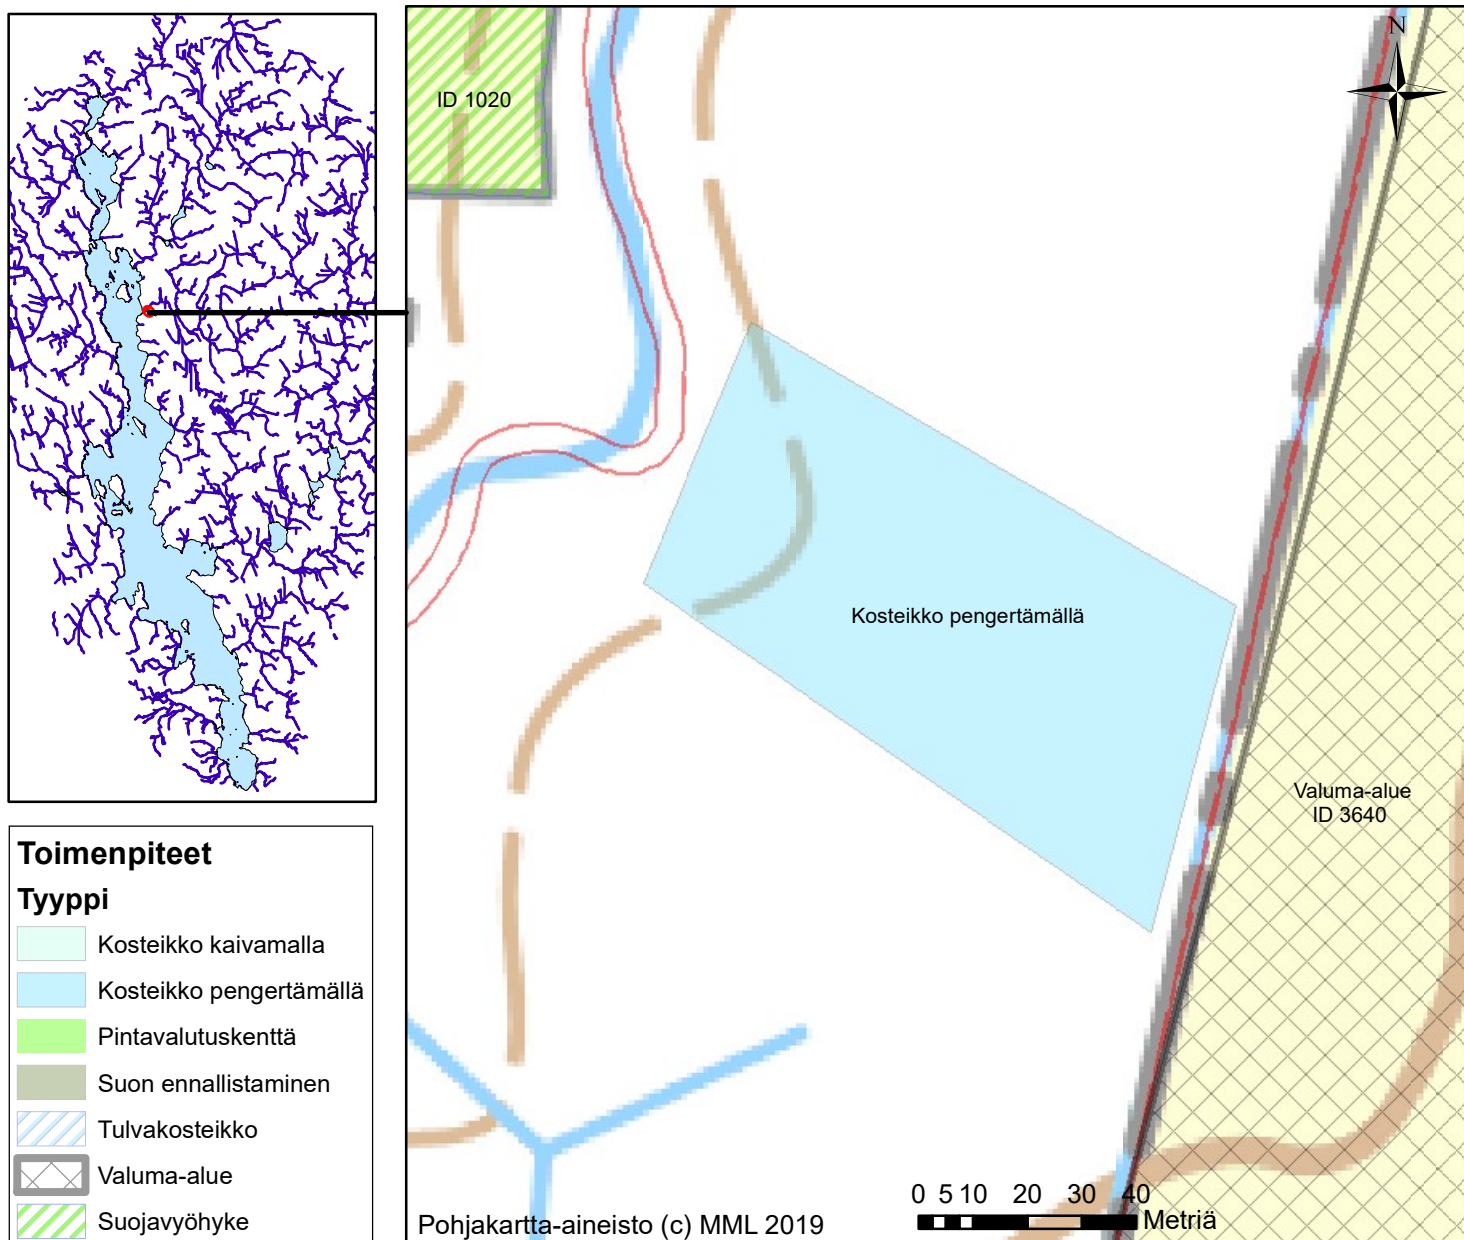 ID 1020
N
Kosteikko pengertämällä
Valuma-alue
ID 3640
Toimenpiteet
Tyyppi
Kosteikko kaivamalla
Kosteikko pengertämällä
Pintavalutuskenttä
Suon ennallistaminen
Tulvakosteikko
Valuma-alue
Suojavyöhyke
Pohjakartta-aineisto (c) MML 2019
0 5 10 20 30 40
Metriä